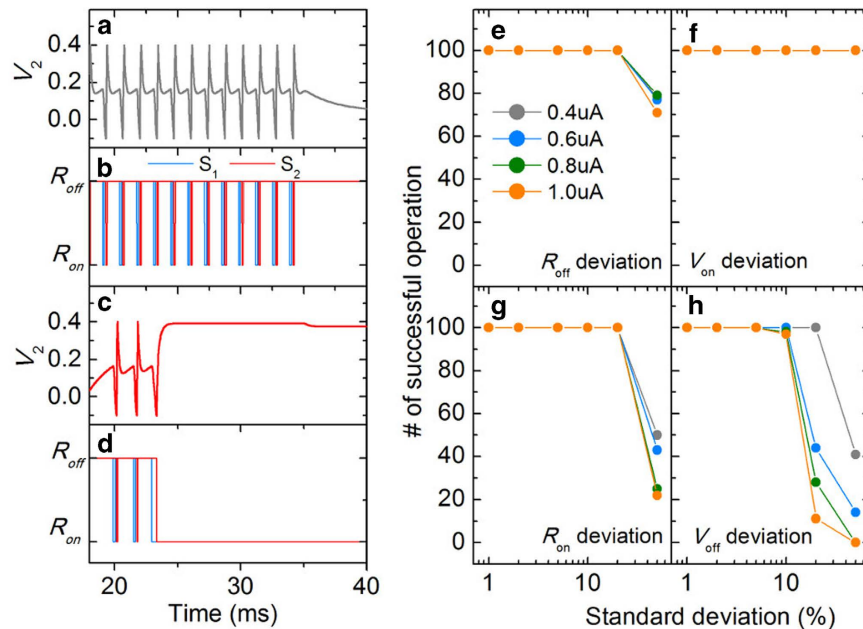 a
V2
0.4
0.2
0.0
b
S1 S2
Roff
Ron
c
V2
0.4
0.2
0.0
d
Roff
Ron
20 30 40
Time (ms)
# of successful operation
e
100
80
60
40
20
0
0.4uA
0.6uA
0.8uA
1.0uA
Roff deviation
f
Von deviation
g
100
80
60
40
20
0
Ron deviation
h
Voff deviation
1 10 1 10
Standard deviation (%)